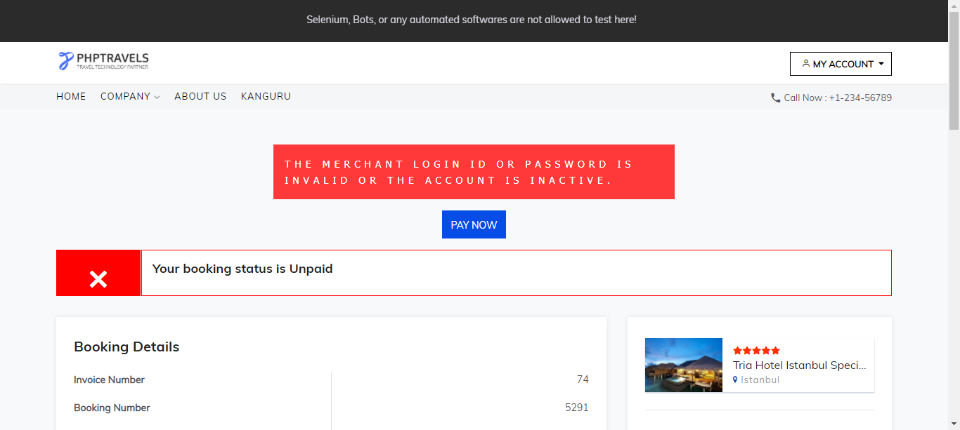 Selenium, Bots, or any automated softwares are not allowed to test here!
PHPTRAVELS
TRAVEL TECHNOLOGY PARTNER
MY ACCOUNT
HOME COMPANY ABOUT US KANGURU
Call Now : +1-234-56789
THE MERCHANT LOGIN ID OR PASSWORD IS
INVALID OR THE ACCOUNT IS INACTIVE.
PAY NOW
Your booking status is Unpaid
Booking Details
Invoice Number 74
Booking Number 5291
Tria Hotel Istanbul Speci...
Istanbul